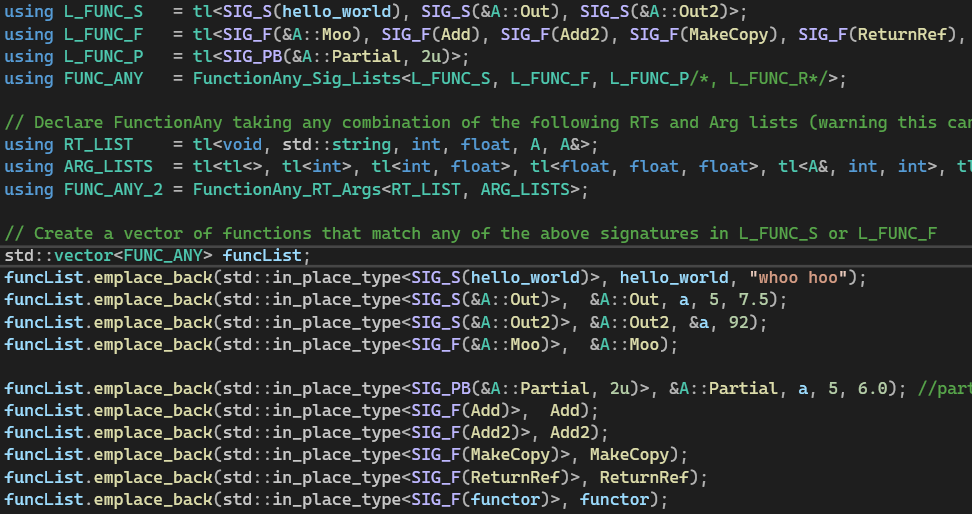 using L_FUNC_S   = tl<SIG_S(hello_world), SIG_S(&A::Out), SIG_S(&A::Out2)>;
using L_FUNC_F   = tl<SIG_F(&A::Moo), SIG_F(Add), SIG_F(Add2), SIG_F(MakeCopy), SIG_F(ReturnRef),
using L_FUNC_P   = tl<SIG_PB(&A::Partial, 2u)>;
using FUNC_ANY   = FunctionAny_Sig_Lists<L_FUNC_S, L_FUNC_F, L_FUNC_P/*, L_FUNC_R*/>;

// Declare FunctionAny taking any combination of the following RTs and Arg lists (warning this can
using RT_LIST    = tl<void, std::string, int, float, A, A&>;
using ARG_LISTS  = tl<tl<>, tl<int>, tl<int, float>, tl<float, float, float>, tl<A&, int, int>, tl
using FUNC_ANY_2 = FunctionAny_RT_Args<RT_LIST, ARG_LISTS>;

// Create a vector of functions that match any of the above signatures in L_FUNC_S or L_FUNC_F
std::vector<FUNC_ANY> funcList;
funcList.emplace_back(std::in_place_type<SIG_S(hello_world)>, hello_world, "whoo hoo");
funcList.emplace_back(std::in_place_type<SIG_S(&A::Out)>,  &A::Out, a, 5, 7.5);
funcList.emplace_back(std::in_place_type<SIG_S(&A::Out2)>, &A::Out2, &a, 92);
funcList.emplace_back(std::in_place_type<SIG_F(&A::Moo)>,  &A::Moo);

funcList.emplace_back(std::in_place_type<SIG_PB(&A::Partial, 2u)>, &A::Partial, a, 5, 6.0); //part
funcList.emplace_back(std::in_place_type<SIG_F(Add)>,  Add);
funcList.emplace_back(std::in_place_type<SIG_F(Add2)>, Add2);
funcList.emplace_back(std::in_place_type<SIG_F(MakeCopy)>, MakeCopy);
funcList.emplace_back(std::in_place_type<SIG_F(ReturnRef)>, ReturnRef);
funcList.emplace_back(std::in_place_type<SIG_F(functor)>, functor);